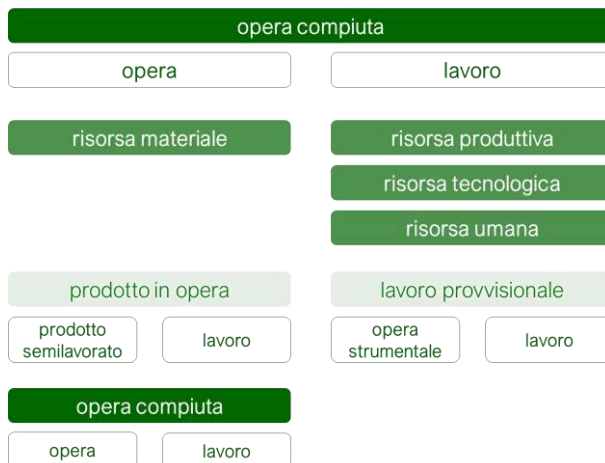 opera compiuta
opera
lavoro
risorsa materiale
risorsa produttiva
risorsa tecnologica
risorsa umana
prodotto in opera
lavoro provvisionale
prodotto
semilavorato
lavoro
opera
strumentale
lavoro
opera compiuta
opera
lavoro